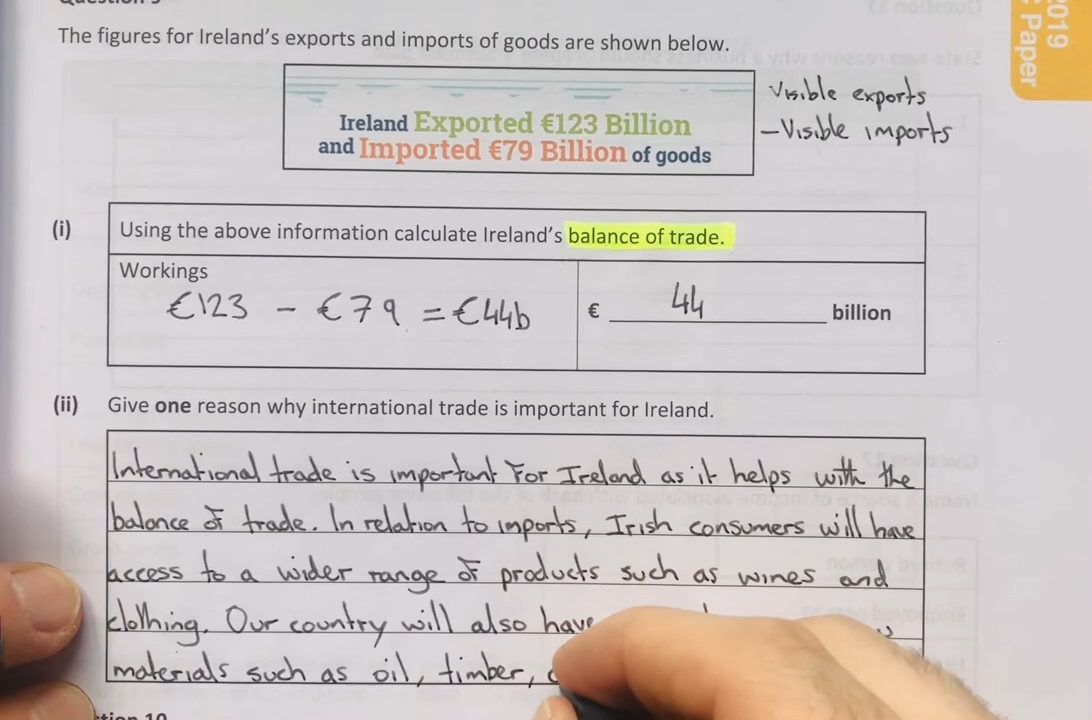 The figures for Ireland's exports and imports of goods are shown below.
2019
Paper
Ireland Exported €123 Billion
and Imported €79 Billion of goods
Visible exports
-Visible imports
(i) Using the above information calculate Ireland's balance of trade.
Workings
€123 - €79 = €44b
€ 44 billion
(ii) Give one reason why international trade is important for Ireland.
International trade is important for Ireland as it helps with the
balance of trade. In relation to imports, Irish consumers will have
access to a wider range of products such as wines and
clothing. Our country will also have
materials such as oil, timber,